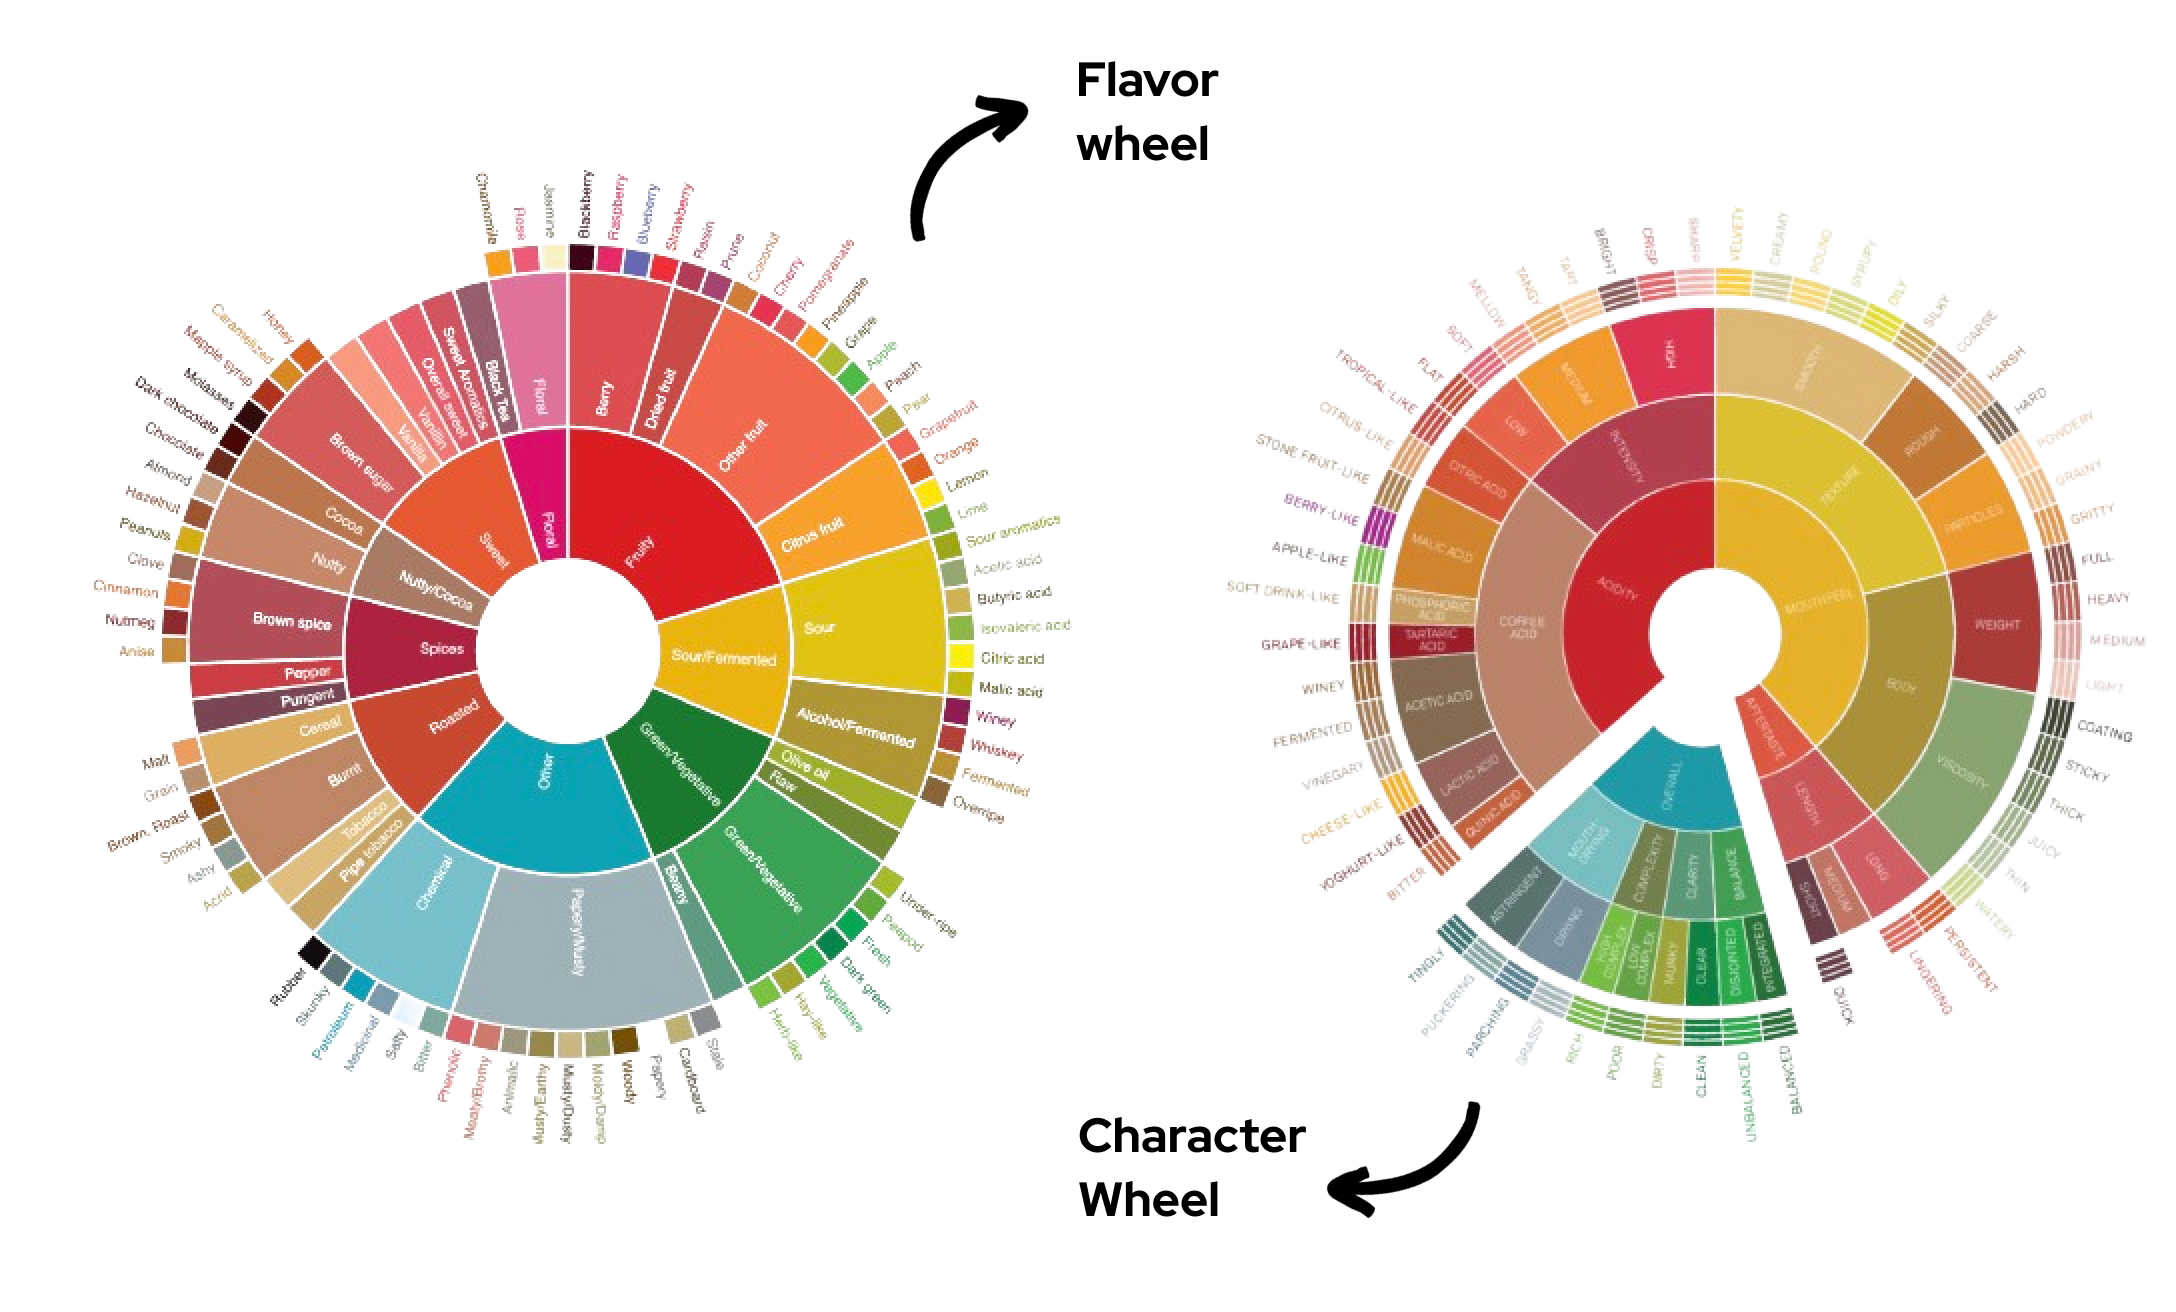 Flavor
wheel
Character
Wheel
Fruity
Sour/Fermented
Green/Vegetative
Other
Roasted
Spices
Nutty/Cocoa
Sweet
Floral
Berry
Dried fruit
Other fruit
Citrus fruit
Sour
Alcohol/Fermented
Olive oil
Raw
Green/Vegetative
Beany
Papery/Musty
Chemical
Pipe tobacco
Tobacco
Burnt
Cereal
Pungent
Pepper
Brown spice
Nutty
Cocoa
Brown sugar
Vanilla
Vanillin
Overall sweet
Sweet Aromatics
Black Tea
Floral
Blackberry
Raspberry
Blueberry
Strawberry
Raisin
Prune
Coconut
Cherry
Pomegranate
Pineapple
Grape
Apple
Peach
Pear
Grapefruit
Orange
Lemon
Lime
Sour aromatics
Acetic acid
Butyric acid
Isovaleric acid
Citric acid
Malic acid
Winey
Whiskey
Fermented
Overripe
Under-ripe
Peapod
Fresh
Dark green
Vegetative
Hay-like
Herb-like
Stale
Cardboard
Papery
Woody
Moldy/Damp
Musty/Dusty
Musty/Earthy
Animalic
Meaty/Brothy
Phenolic
Bitter
Salty
Medicinal
Petroleum
Skunky
Rubber
Acrid
Ashy
Smoky
Brown, Roast
Grain
Malt
Anise
Nutmeg
Cinnamon
Clove
Peanuts
Hazelnut
Almond
Chocolate
Dark chocolate
Molasses
Mapple syrup
Caramelized
Honey
Chamomile
Rose
Jasmine
ACIDITY
MOUTHFEEL
AFTERTASTE
OVERALL
INTENSITY
COFFEE
ACID
TEXTURE
BODY
LENGTH
MOUTH-
DRYING
COMPLEXITY
CLARITY
BALANCE
SMOOTH
ROUGH
PARTICLES
WEIGHT
VISCOSITY
LONG
MEDIUM
SHORT
INTEGRATED
DISJOINTED
CLEAR
MURKY
LOW
COMPLEX
HIGH
COMPLEX
DRYING
ASTRINGENT
QUINIC ACID
LACTIC ACID
ACETIC ACID
TARTARIC
ACID
PHOSPHORIC
ACID
MALIC ACID
CITRIC ACID
LOW
MEDIUM
HIGH
VELVETY
CREAMY
ROUND
SYRUPY
OILY
SILKY
COARSE
HARSH
HARD
POWDERY
GRAINY
GRITTY
FULL
HEAVY
MEDIUM
LIGHT
COATING
STICKY
THICK
JUICY
THIN
WATERY
PERSISTENT
LINGERING
QUICK
BALANCED
UNBALANCED
CLEAN
DIRTY
POOR
RICH
GRASSY
PARCHING
PUCKERING
TINGLY
BITTER
YOGHURT-LIKE
CHEESE-LIKE
VINEGARY
FERMENTED
WINEY
GRAPE-LIKE
SOFT DRINK-LIKE
APPLE-LIKE
BERRY-LIKE
STONE FRUIT-LIKE
CITRUS-LIKE
TROPICAL-LIKE
FLAT
SOFT
MELLOW
TANGY
TART
BRIGHT
CRISP
SHARP